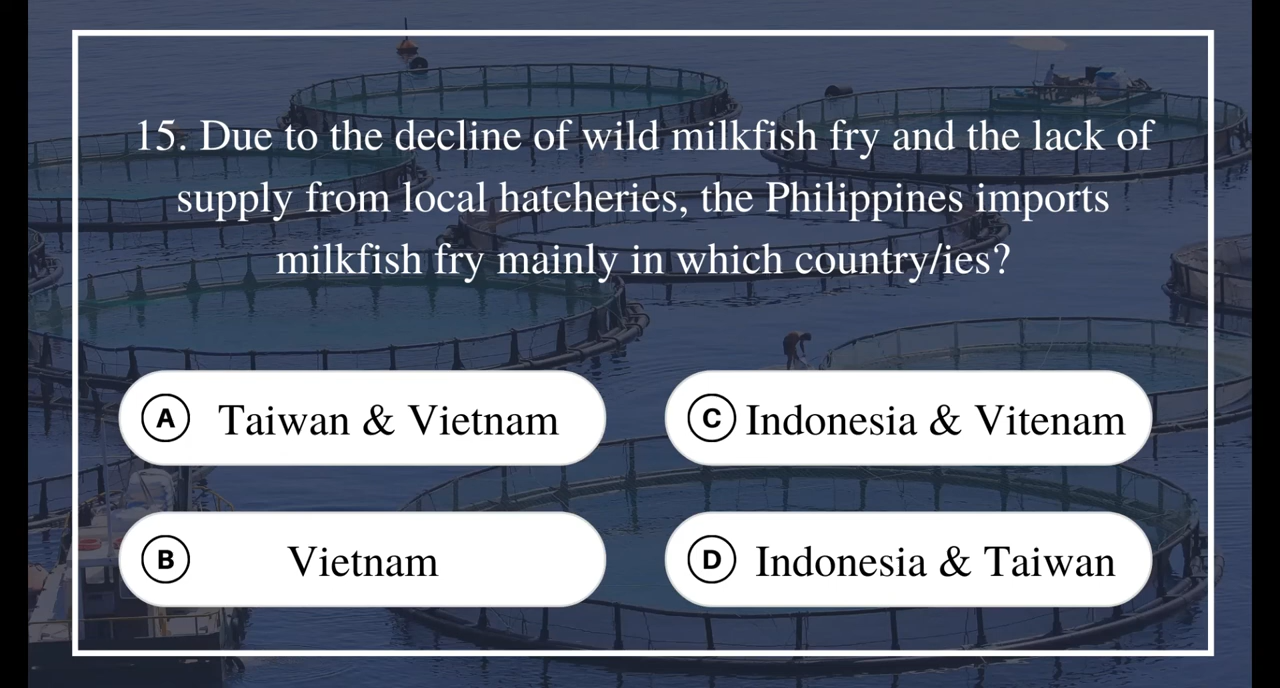 15. Due to the decline of wild milkfish fry and the lack of
supply from local hatcheries, the Philippines imports
milkfish fry mainly in which country/ies?
A Taiwan & Vietnam
B Vietnam
C Indonesia & Vitenam
D Indonesia & Taiwan